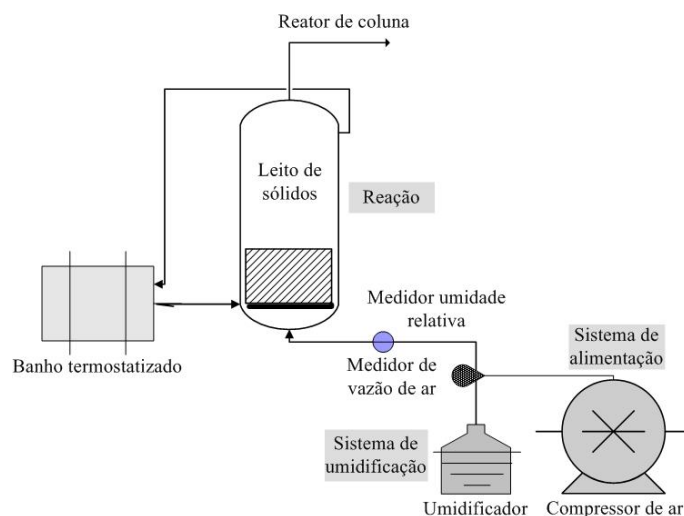 Reator de coluna
Leito de
sólidos
Reação
Medidor umidade
relativa
Sistema de
alimentação
Banho termostatizado
Medidor de
vazão de ar
Sistema de
umidificação
Umidificador
Compressor de ar